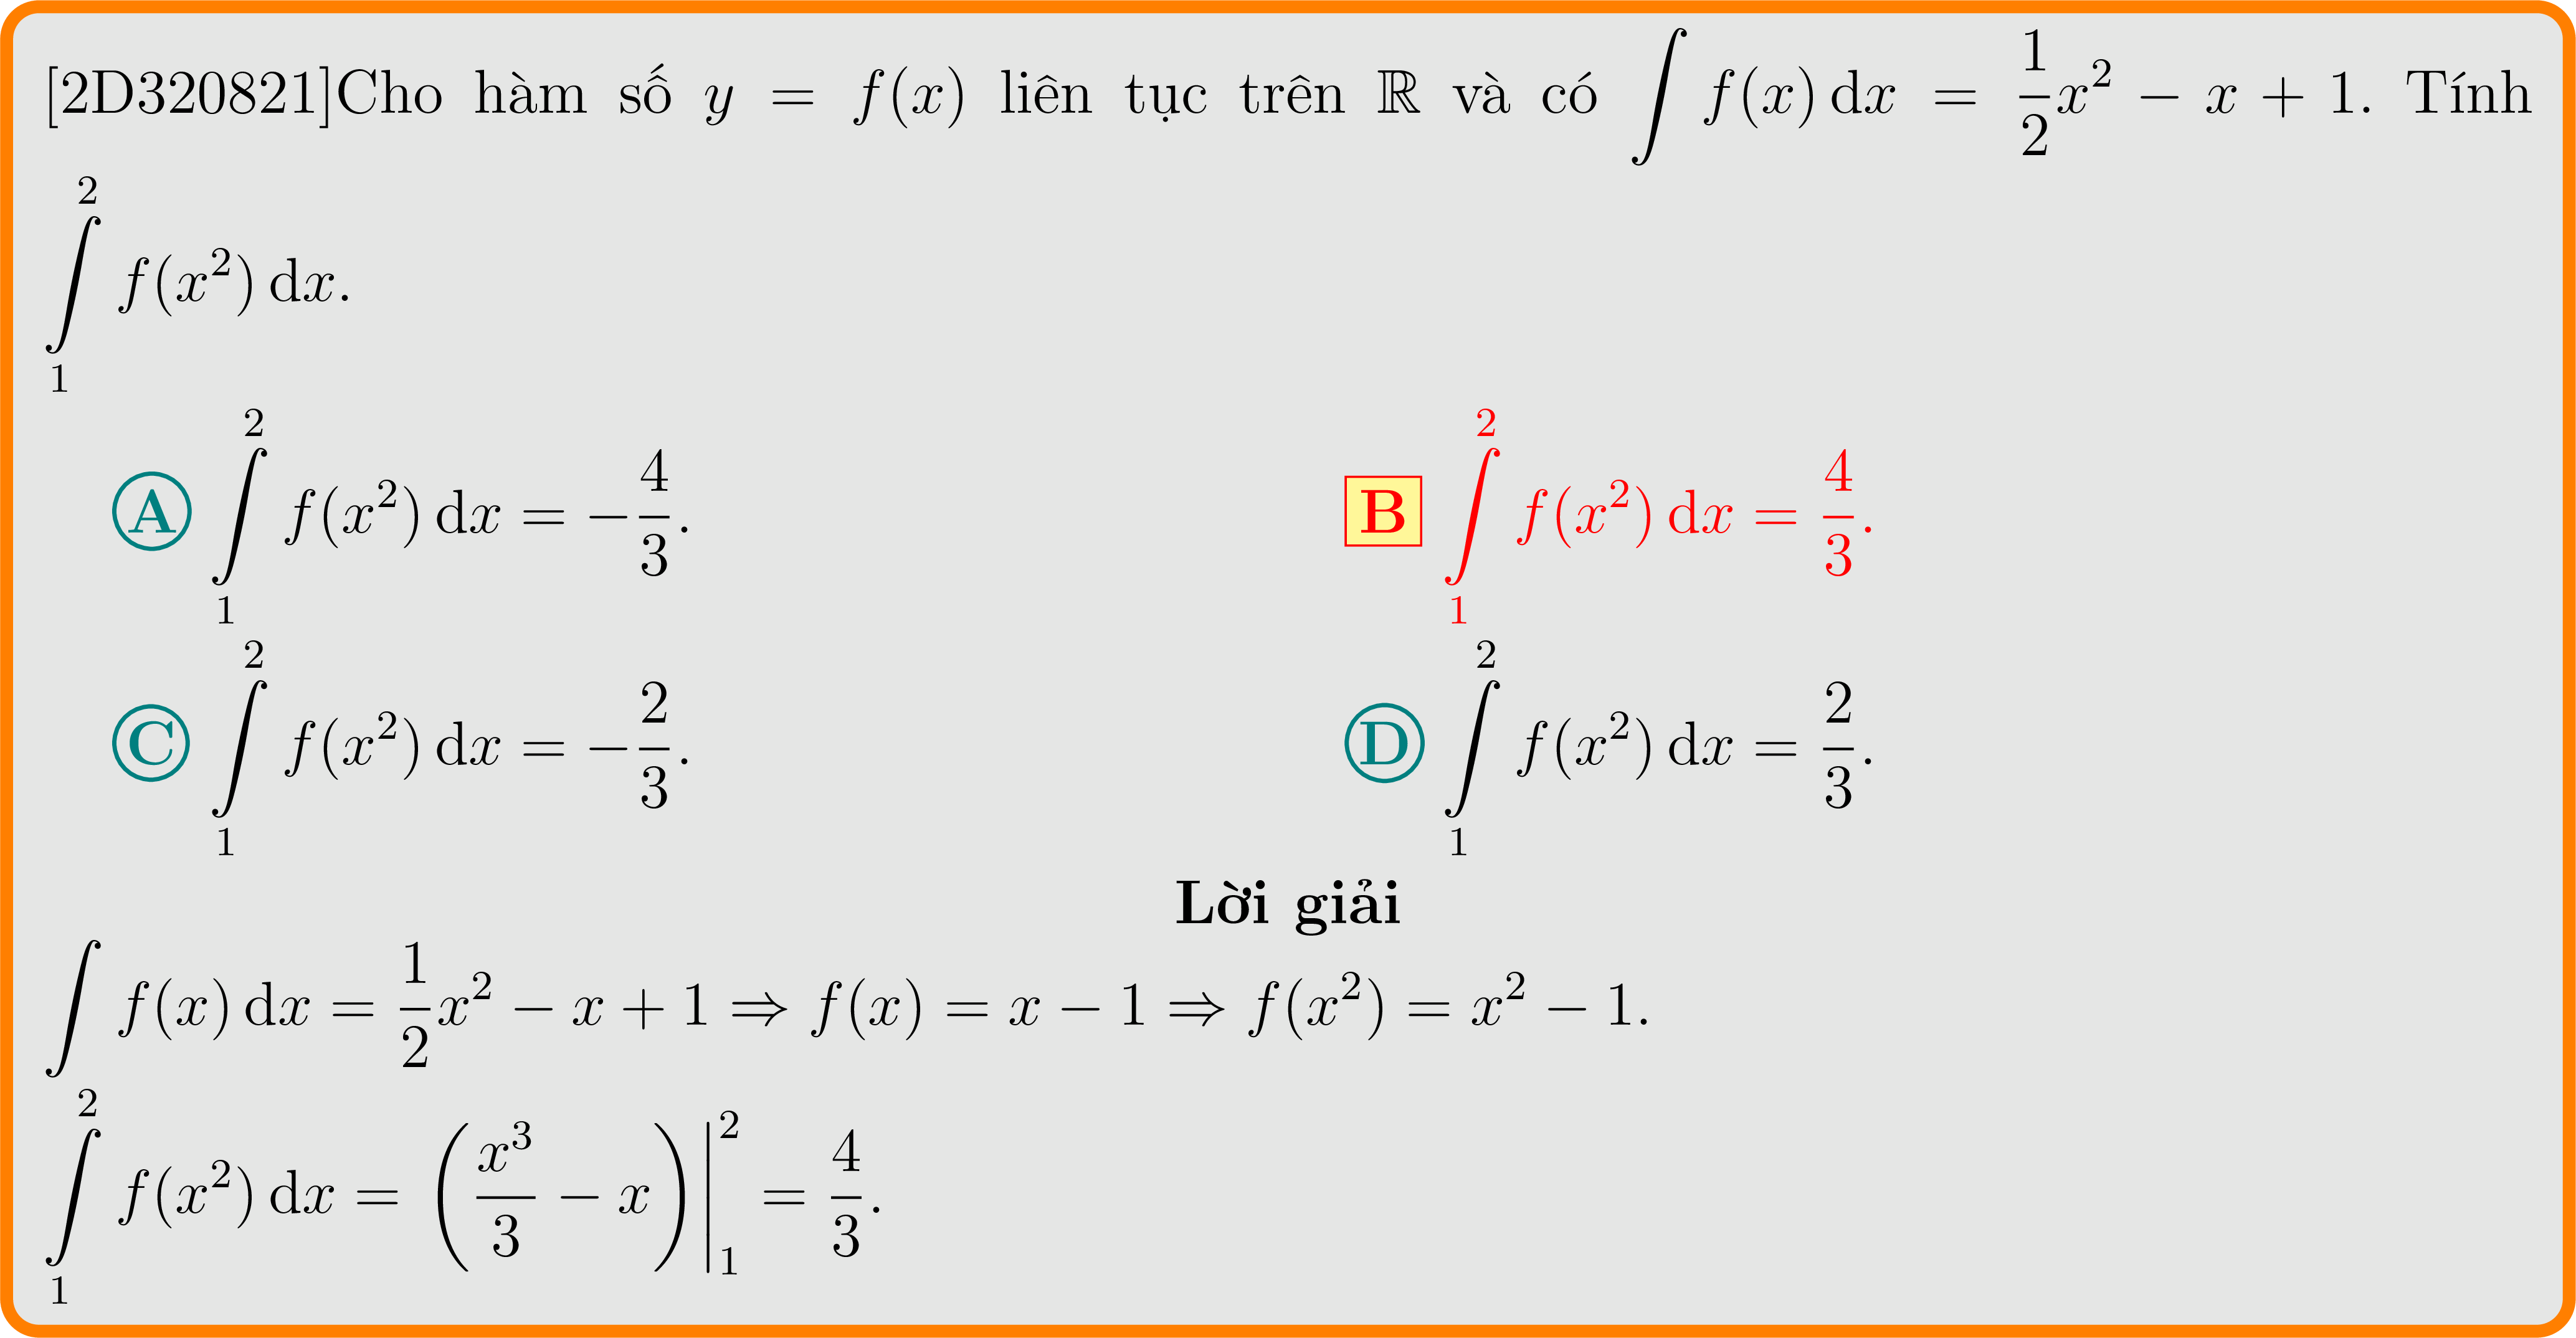 [2D320821]Cho hàm số $y = f(x)$ liên tục trên $\mathbb{R}$ và có $\int f(x)\,\mathrm{d}x = \frac{1}{2}x^2 - x + 1$. Tính
$\int\limits_1^2 f(x^2)\,\mathrm{d}x$.
A $\int\limits_1^2 f(x^2)\,\mathrm{d}x = -\frac{4}{3}$. B $\int\limits_1^2 f(x^2)\,\mathrm{d}x = \frac{4}{3}$.
C $\int\limits_1^2 f(x^2)\,\mathrm{d}x = -\frac{2}{3}$. D $\int\limits_1^2 f(x^2)\,\mathrm{d}x = \frac{2}{3}$.
Lời giải
$\int f(x)\,\mathrm{d}x = \frac{1}{2}x^2 - x + 1 \Rightarrow f(x) = x - 1 \Rightarrow f(x^2) = x^2 - 1$.
$\int\limits_1^2 f(x^2)\,\mathrm{d}x = \left(\frac{x^3}{3} - x\right)\bigg|_1^2 = \frac{4}{3}$.